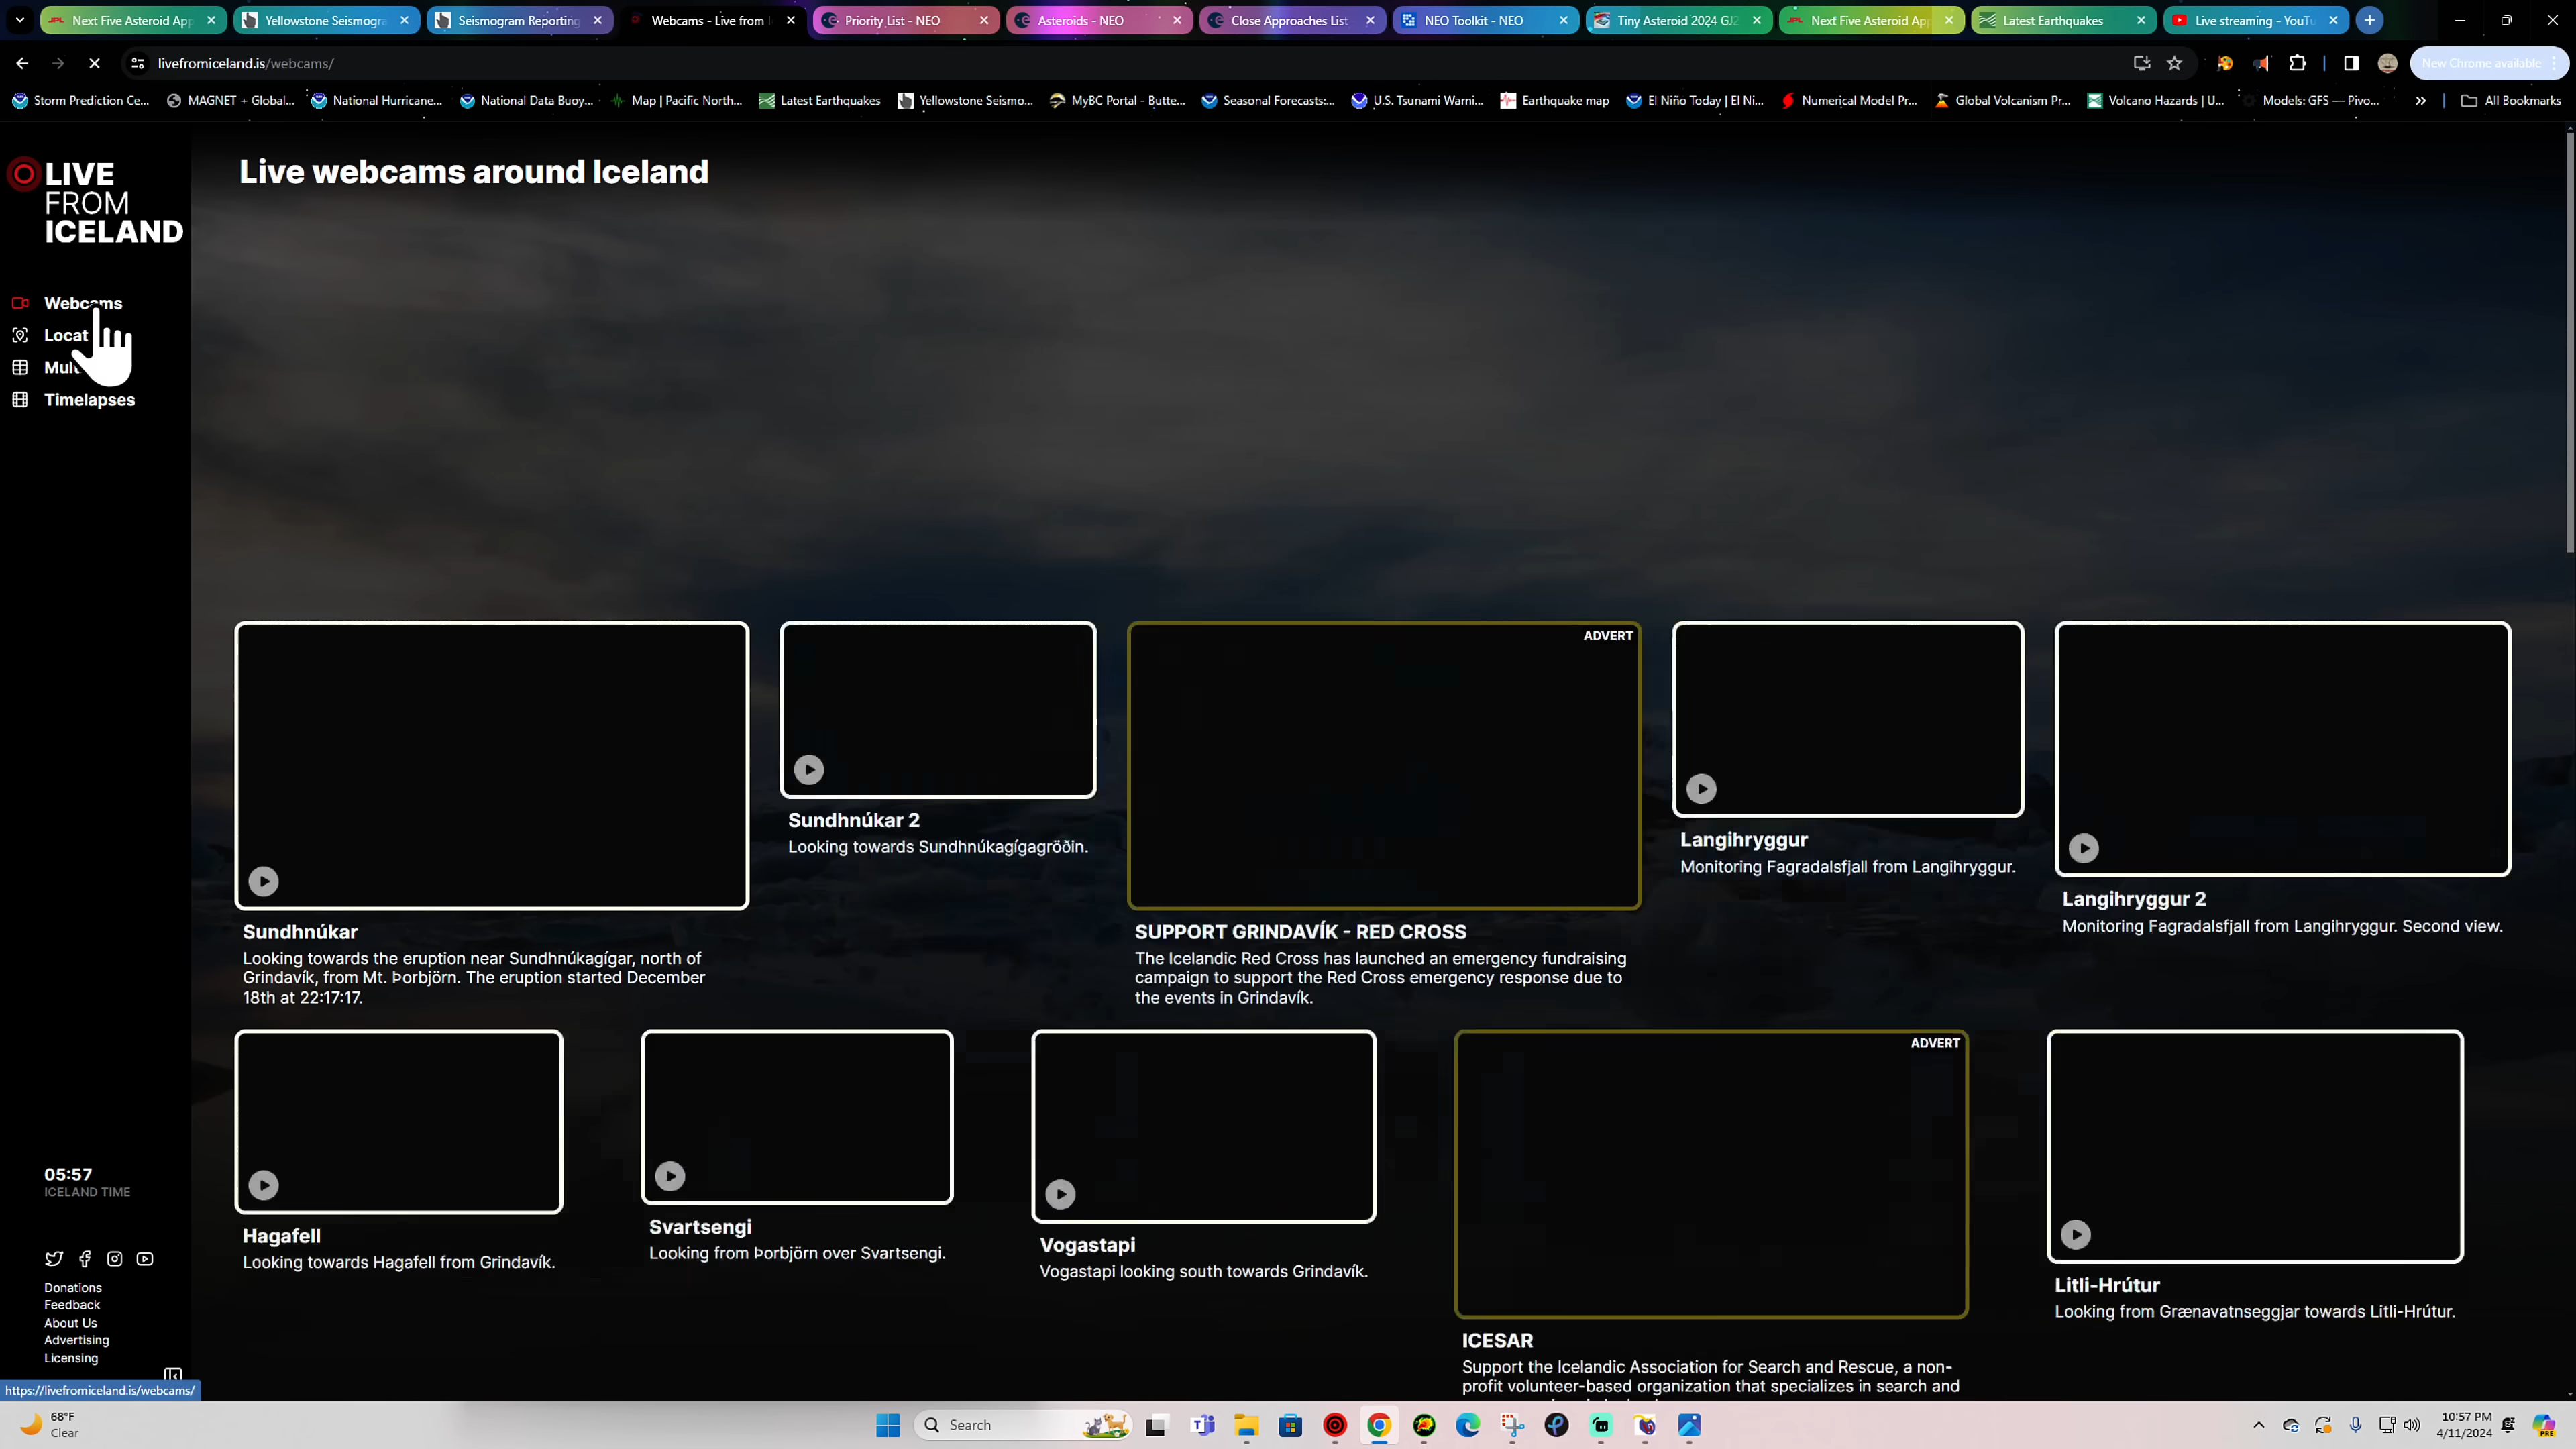 Next Five Asteroid App
Yellowstone Seismogra
Seismogram Reporting
Webcams - Live from I
Priority List - NEO
Asteroids - NEO
Close Approaches List
NEO Toolkit - NEO
Tiny Asteroid 2024 GJ2
Next Five Asteroid App
Latest Earthquakes
Live streaming - YouTu
livefromiceland.is/webcams/
New Chrome available
Storm Prediction Ce...
MAGNET + Global...
National Hurricane...
National Data Buoy...
Map | Pacific North...
Latest Earthquakes
Yellowstone Seismo...
MyBC Portal - Butte...
Seasonal Forecasts:...
U.S. Tsunami Warni...
Earthquake map
El Niño Today | El Ni...
Numerical Model Pr...
Global Volcanism Pr...
Volcano Hazards | U...
Models: GFS — Pivo...
All Bookmarks
LIVE
FROM
ICELAND
Webcams
Locat
Mult
Timelapses
Live webcams around Iceland
Sundhnúkar
Looking towards the eruption near Sundhnúkagígar, north of
Grindavík, from Mt. Þorbjörn. The eruption started December
18th at 22:17:17.
Sundhnúkar 2
Looking towards Sundhnúkagígagröðin.
ADVERT
SUPPORT GRINDAVÍK - RED CROSS
The Icelandic Red Cross has launched an emergency fundraising
campaign to support the Red Cross emergency response due to
the events in Grindavík.
Langihryggur
Monitoring Fagradalsfjall from Langihryggur.
Langihryggur 2
Monitoring Fagradalsfjall from Langihryggur. Second view.
Hagafell
Looking towards Hagafell from Grindavík.
Svartsengi
Looking from Þorbjörn over Svartsengi.
Vogastapi
Vogastapi looking south towards Grindavík.
ADVERT
ICESAR
Support the Icelandic Association for Search and Rescue, a non-
profit volunteer-based organization that specializes in search and
Litli-Hrútur
Looking from Grænavatnseggjar towards Litli-Hrútur.
05:57
ICELAND TIME
Donations
Feedback
About Us
Advertising
Licensing
https://livefromiceland.is/webcams/
68°F
Clear
Search
10:57 PM
4/11/2024
PRE